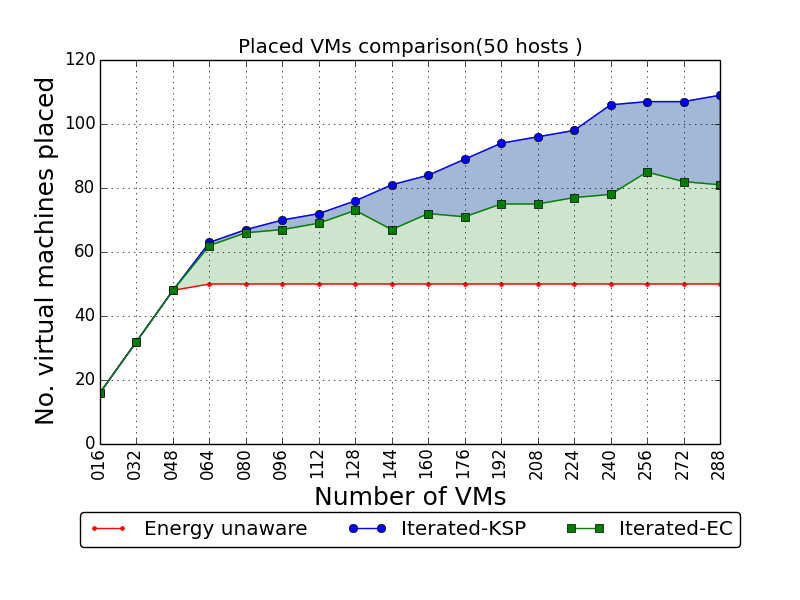 Placed VMs comparison(50 hosts )
120
100
80
60
40
20
0
No. virtual machines placed
016 032 048 064 080 096 112 128 144 160 176 192 208 224 240 256 272 288
Number of VMs
Energy unaware Iterated-KSP Iterated-EC